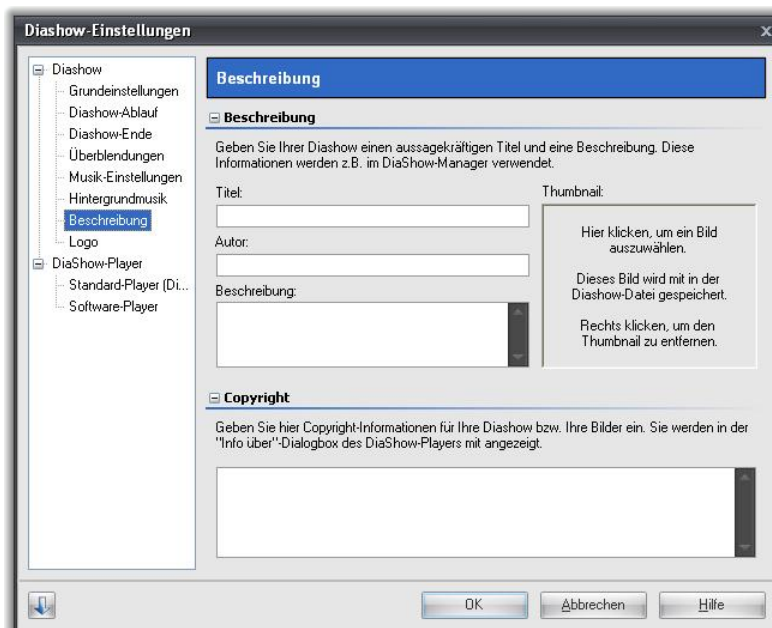 Diashow-Einstellungen
x
Diashow
Grundeinstellungen
Diashow-Ablauf
Diashow-Ende
Überblendungen
Musik-Einstellungen
Hintergrundmusik
Beschreibung
Logo
DiaShow-Player
Standard-Player (Di...
Software-Player
Beschreibung
Beschreibung
Geben Sie Ihrer Diashow einen aussagekräftigen Titel und eine Beschreibung. Diese
Informationen werden z.B. im DiaShow-Manager verwendet.
Titel:
Autor:
Beschreibung:
Thumbnail:
Hier klicken, um ein Bild
auszuwählen.
Dieses Bild wird mit in der
Diashow-Datei gespeichert.
Rechts klicken, um den
Thumbnail zu entfernen.
Copyright
Geben Sie hier Copyright-Informationen für Ihre Diashow bzw. Ihre Bilder ein. Sie werden in der
"Info über"-Dialogbox des DiaShow-Players mit angezeigt.
OK
Abbrechen
Hilfe